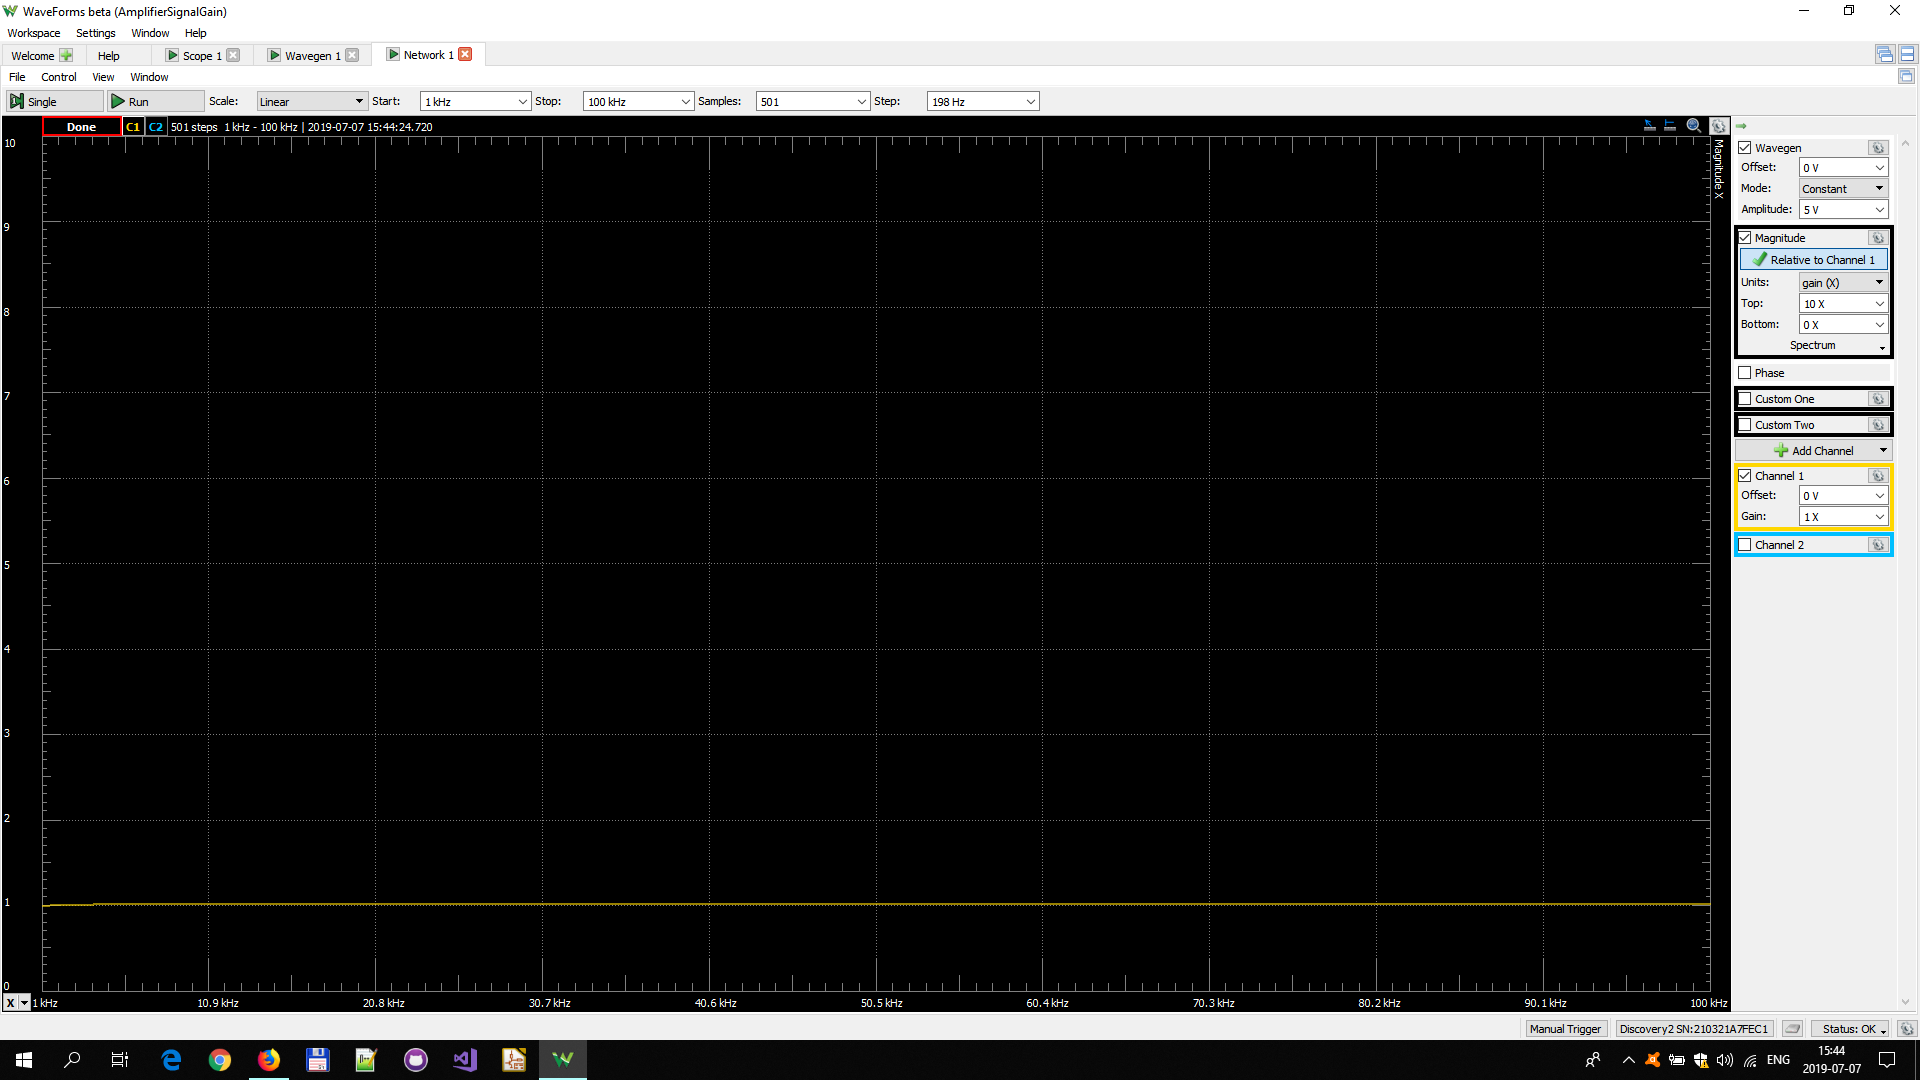 WaveForms beta (AmplifierSignalGain)
Workspace Settings Window Help
Welcome Help Scope 1 Wavegen 1 Network 1
File Control View Window
Single Run Scale: Linear Start: 1 kHz Stop: 100 kHz Samples: 501 Step: 198 Hz
Done C1 C2 501 steps 1 kHz - 100 kHz | 2019-07-07 15:44:24.720
Magnitude X
10
9
8
7
6
5
4
3
2
1
0
X 1 kHz 10.9 kHz 20.8 kHz 30.7 kHz 40.6 kHz 50.5 kHz 60.4 kHz 70.3 kHz 80.2 kHz 90.1 kHz 100 kHz
Wavegen
Offset: 0 V
Mode: Constant
Amplitude: 5 V
Magnitude
Relative to Channel 1
Units: gain (X)
Top: 10 X
Bottom: 0 X
Spectrum
Phase
Custom One
Custom Two
Add Channel
Channel 1
Offset: 0 V
Gain: 1 X
Channel 2
Manual Trigger Discovery2 SN:210321A7FEC1 Status: OK
ENG 15:44
2019-07-07